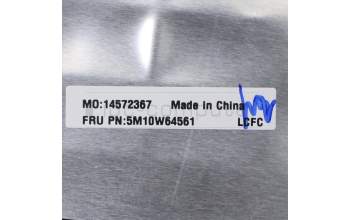 MO:14572367 Made in China
FRU PN:5M10W64561 LCFC